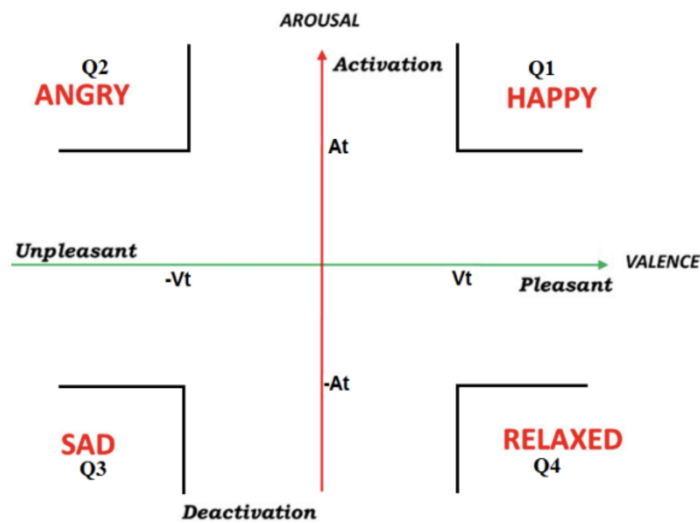 AROUSAL
Q2
Activation
Q1
ANGRY
HAPPY
At
Unpleasant
VALENCE
-Vt
Vt
Pleasant
-At
SAD
RELAXED
Q3
Q4
Deactivation